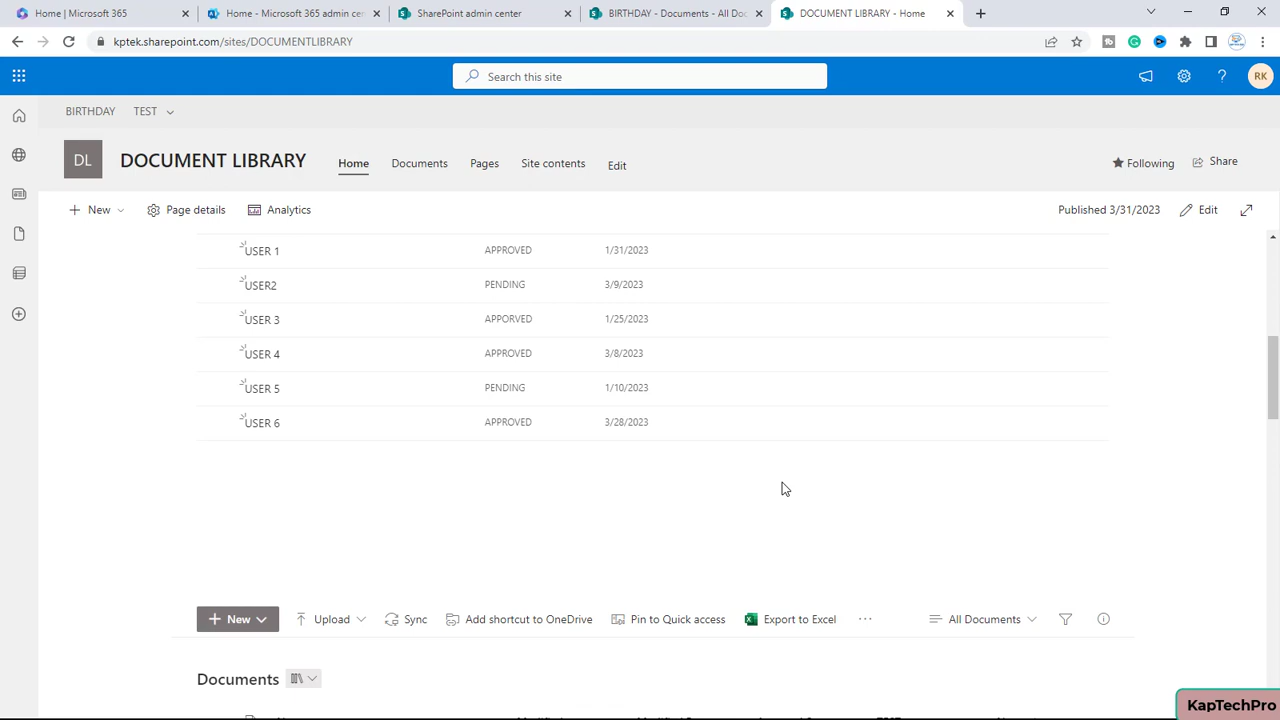 Home | Microsoft 365
Home - Microsoft 365 admin cen
SharePoint admin center
BIRTHDAY - Documents - All Doc
DOCUMENT LIBRARY - Home
kptek.sharepoint.com/sites/DOCUMENTLIBRARY
Search this site
RK
BIRTHDAY TEST
DL DOCUMENT LIBRARY Home Documents Pages Site contents Edit Following Share
New Page details Analytics Published 3/31/2023 Edit
USER 1 APPROVED 1/31/2023
USER2 PENDING 3/9/2023
USER 3 APPORVED 1/25/2023
USER 4 APPROVED 3/8/2023
USER 5 PENDING 1/10/2023
USER 6 APPROVED 3/28/2023
New Upload Sync Add shortcut to OneDrive Pin to Quick access Export to Excel ... All Documents
Documents
KapTechPro